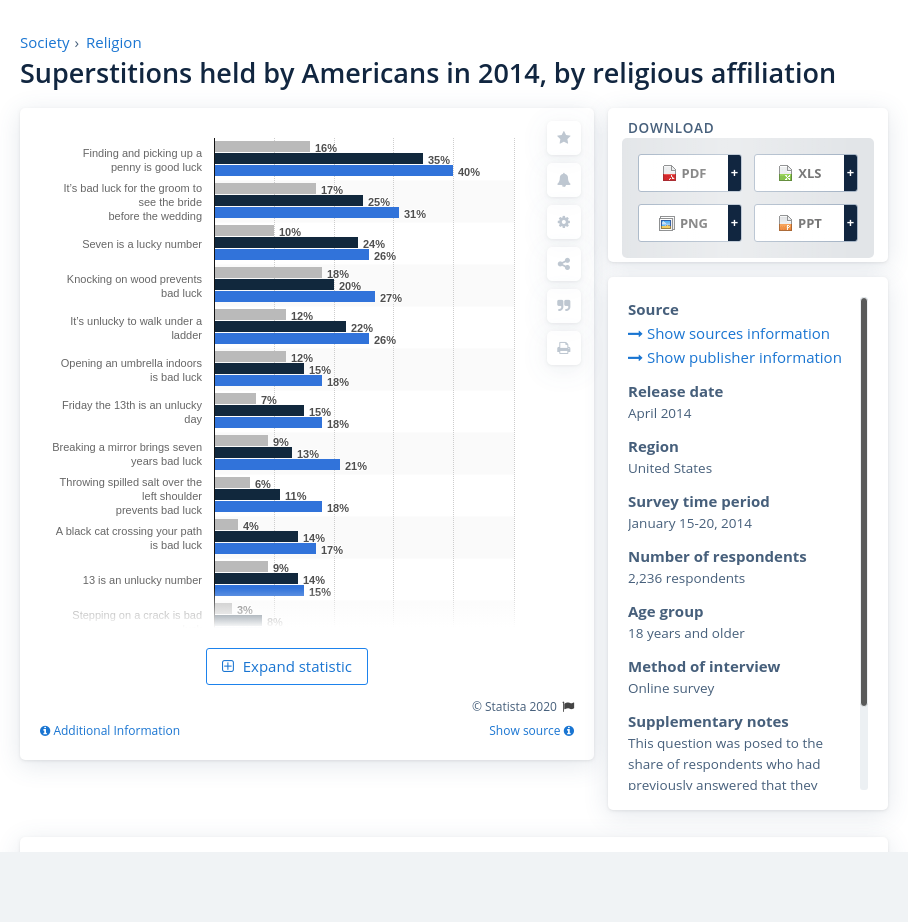 Society › Religion
Superstitions held by Americans in 2014, by religious affiliation
Finding and picking up a
penny is good luck
16%
35%
40%
It's bad luck for the groom to
see the bride
before the wedding
17%
25%
31%
Seven is a lucky number
10%
24%
26%
Knocking on wood prevents
bad luck
18%
20%
27%
It's unlucky to walk under a
ladder
12%
22%
26%
Opening an umbrella indoors
is bad luck
12%
15%
18%
Friday the 13th is an unlucky
day
7%
15%
18%
Breaking a mirror brings seven
years bad luck
9%
13%
21%
Throwing spilled salt over the
left shoulder
prevents bad luck
6%
11%
18%
A black cat crossing your path
is bad luck
4%
14%
17%
13 is an unlucky number
9%
14%
15%
Stepping on a crack is bad
3%
8%
Expand statistic
© Statista 2020
Additional Information
Show source
DOWNLOAD
PDF +
XLS +
PNG +
PPT +
Source
Show sources information
Show publisher information
Release date
April 2014
Region
United States
Survey time period
January 15-20, 2014
Number of respondents
2,236 respondents
Age group
18 years and older
Method of interview
Online survey
Supplementary notes
This question was posed to the
share of respondents who had
previously answered that they